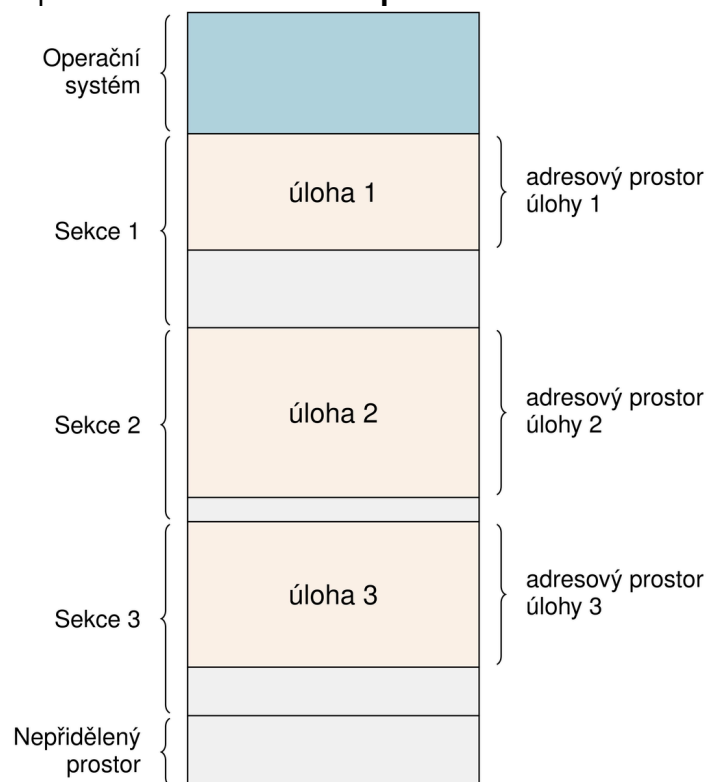 Operační
systém
úloha 1
adresový prostor
úlohy 1
Sekce 1
úloha 2
adresový prostor
úlohy 2
Sekce 2
úloha 3
adresový prostor
úlohy 3
Sekce 3
Nepřidělený
prostor